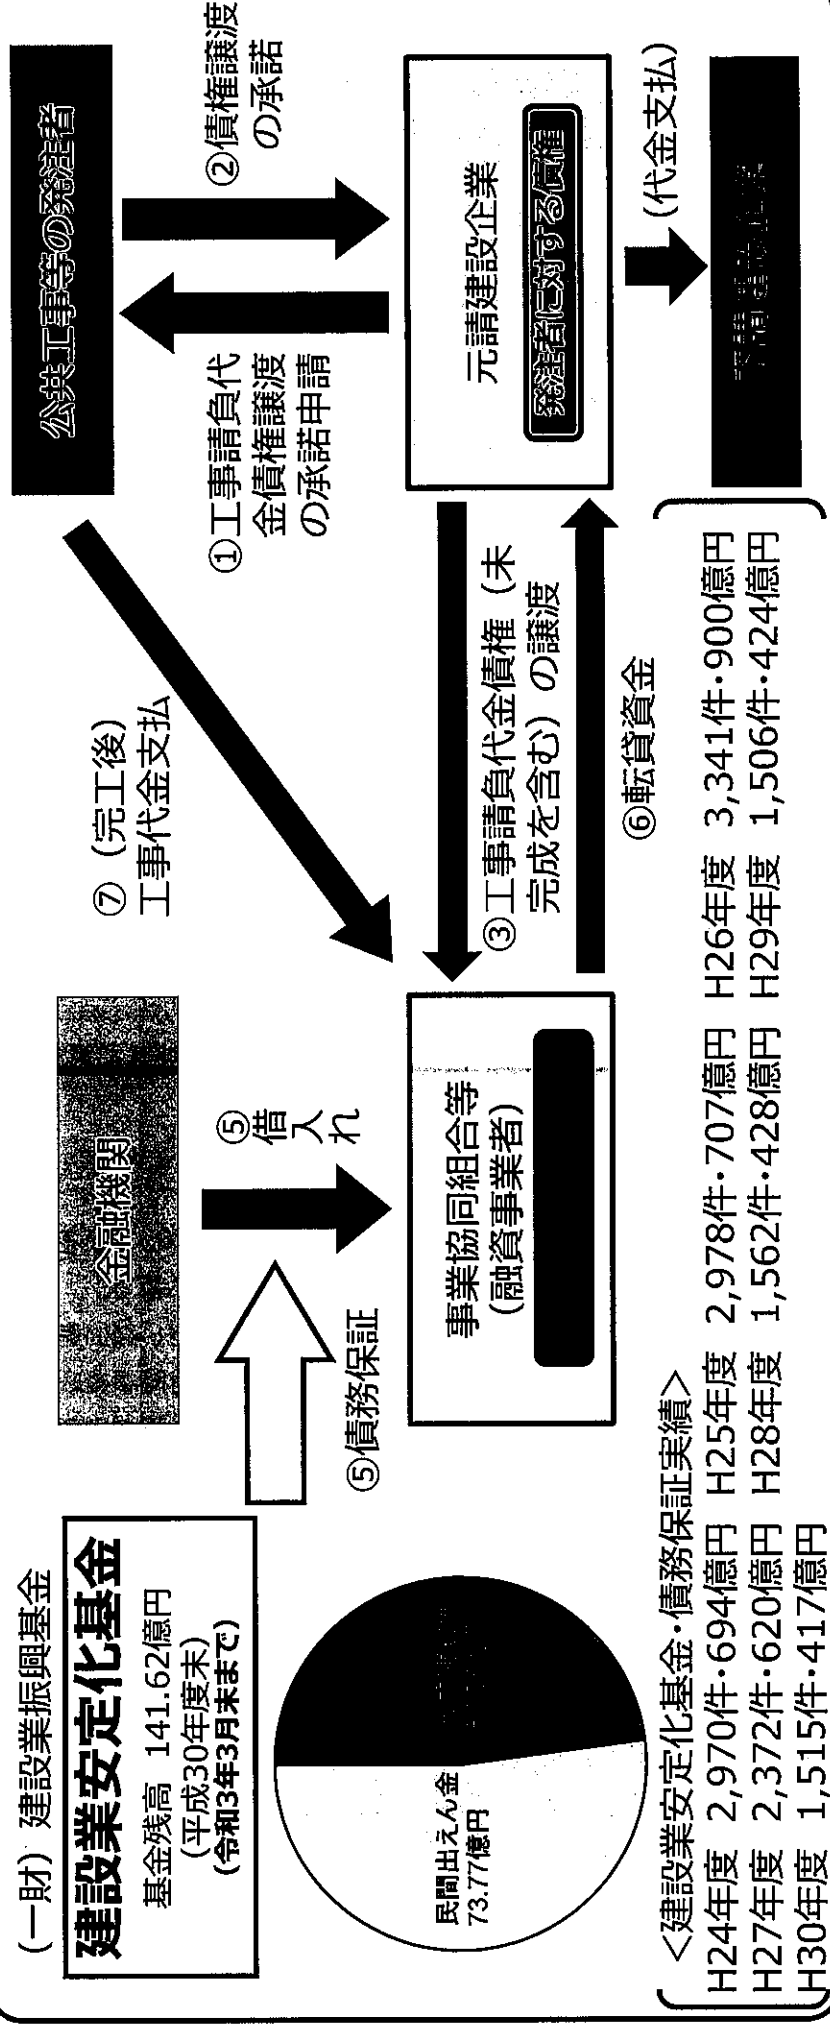 (一財) 建設業振興基金
建設業安定化基金
基金残高 141.62億円
(平成30年度末)
(令和3年3月末まで)
民間出えん金
73.77億円
⑤債務保証
金融機関
⑤
借
入
れ
事業協同組合等
(融資事業者)
⑦ (完工後)
工事代金支払
③工事請負代金債権 (未
完成を含む) の譲渡
⑥転貸資金
公共工事等の発注者
①工事請負代
金債権譲渡
の承諾申請
②債権譲渡
の承諾
元請建設企業
発注者に対する債権
(代金支払)
下請建設企業
<建設業安定化基金・債務保証実績>
H24年度 2,970件・694億円 H25年度 2,978件・707億円 H26年度 3,341件・900億円
H27年度 2,372件・620億円 H28年度 1,562件・428億円 H29年度 1,506件・424億円
H30年度 1,515件・417億円